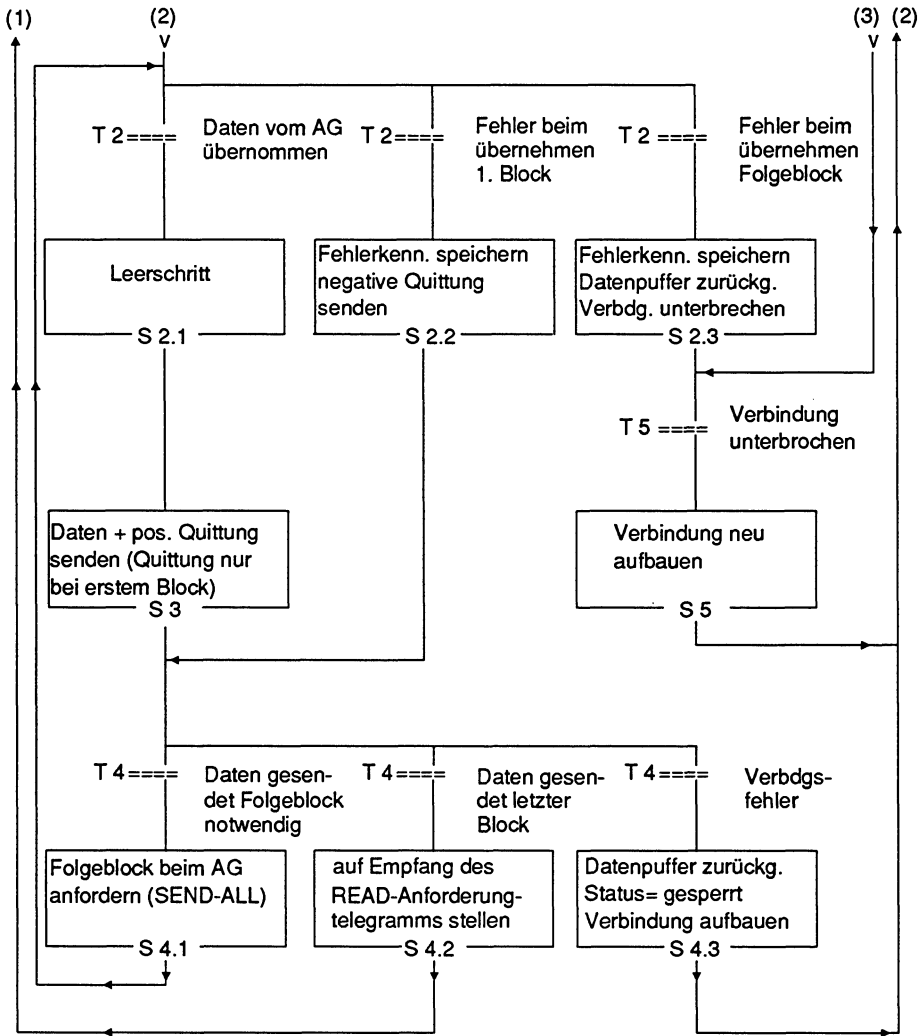 (1)
(2)
v
(3)
(2)
v
T 2 ====
Daten vom AG
übernommen
T 2 ====
Fehler beim
übernehmen
1. Block
T 2 ====
Fehler beim
übernehmen
Folgeblock
Leerschritt
S 2.1
Fehlerkenn. speichern
negative Quittung
senden
S 2.2
Fehlerkenn. speichern
Datenpuffer zurückg.
Verbdg. unterbrechen
S 2.3
T 5 ====
Verbindung
unterbrochen
Daten + pos. Quittung
senden (Quittung nur
bei erstem Block)
S 3
Verbindung neu
aufbauen
S 5
T 4 ====
Daten gesen-
det Folgeblock
notwendig
T 4 ====
Daten gesen-
det letzter
Block
T 4 ====
Verbdgs-
fehler
Folgeblock beim AG
anfordern (SEND-ALL)
S 4.1
auf Empfang des
READ-Anforderung-
telegramms stellen
S 4.2
Datenpuffer zurückg.
Status= gesperrt
Verbindung aufbauen
S 4.3